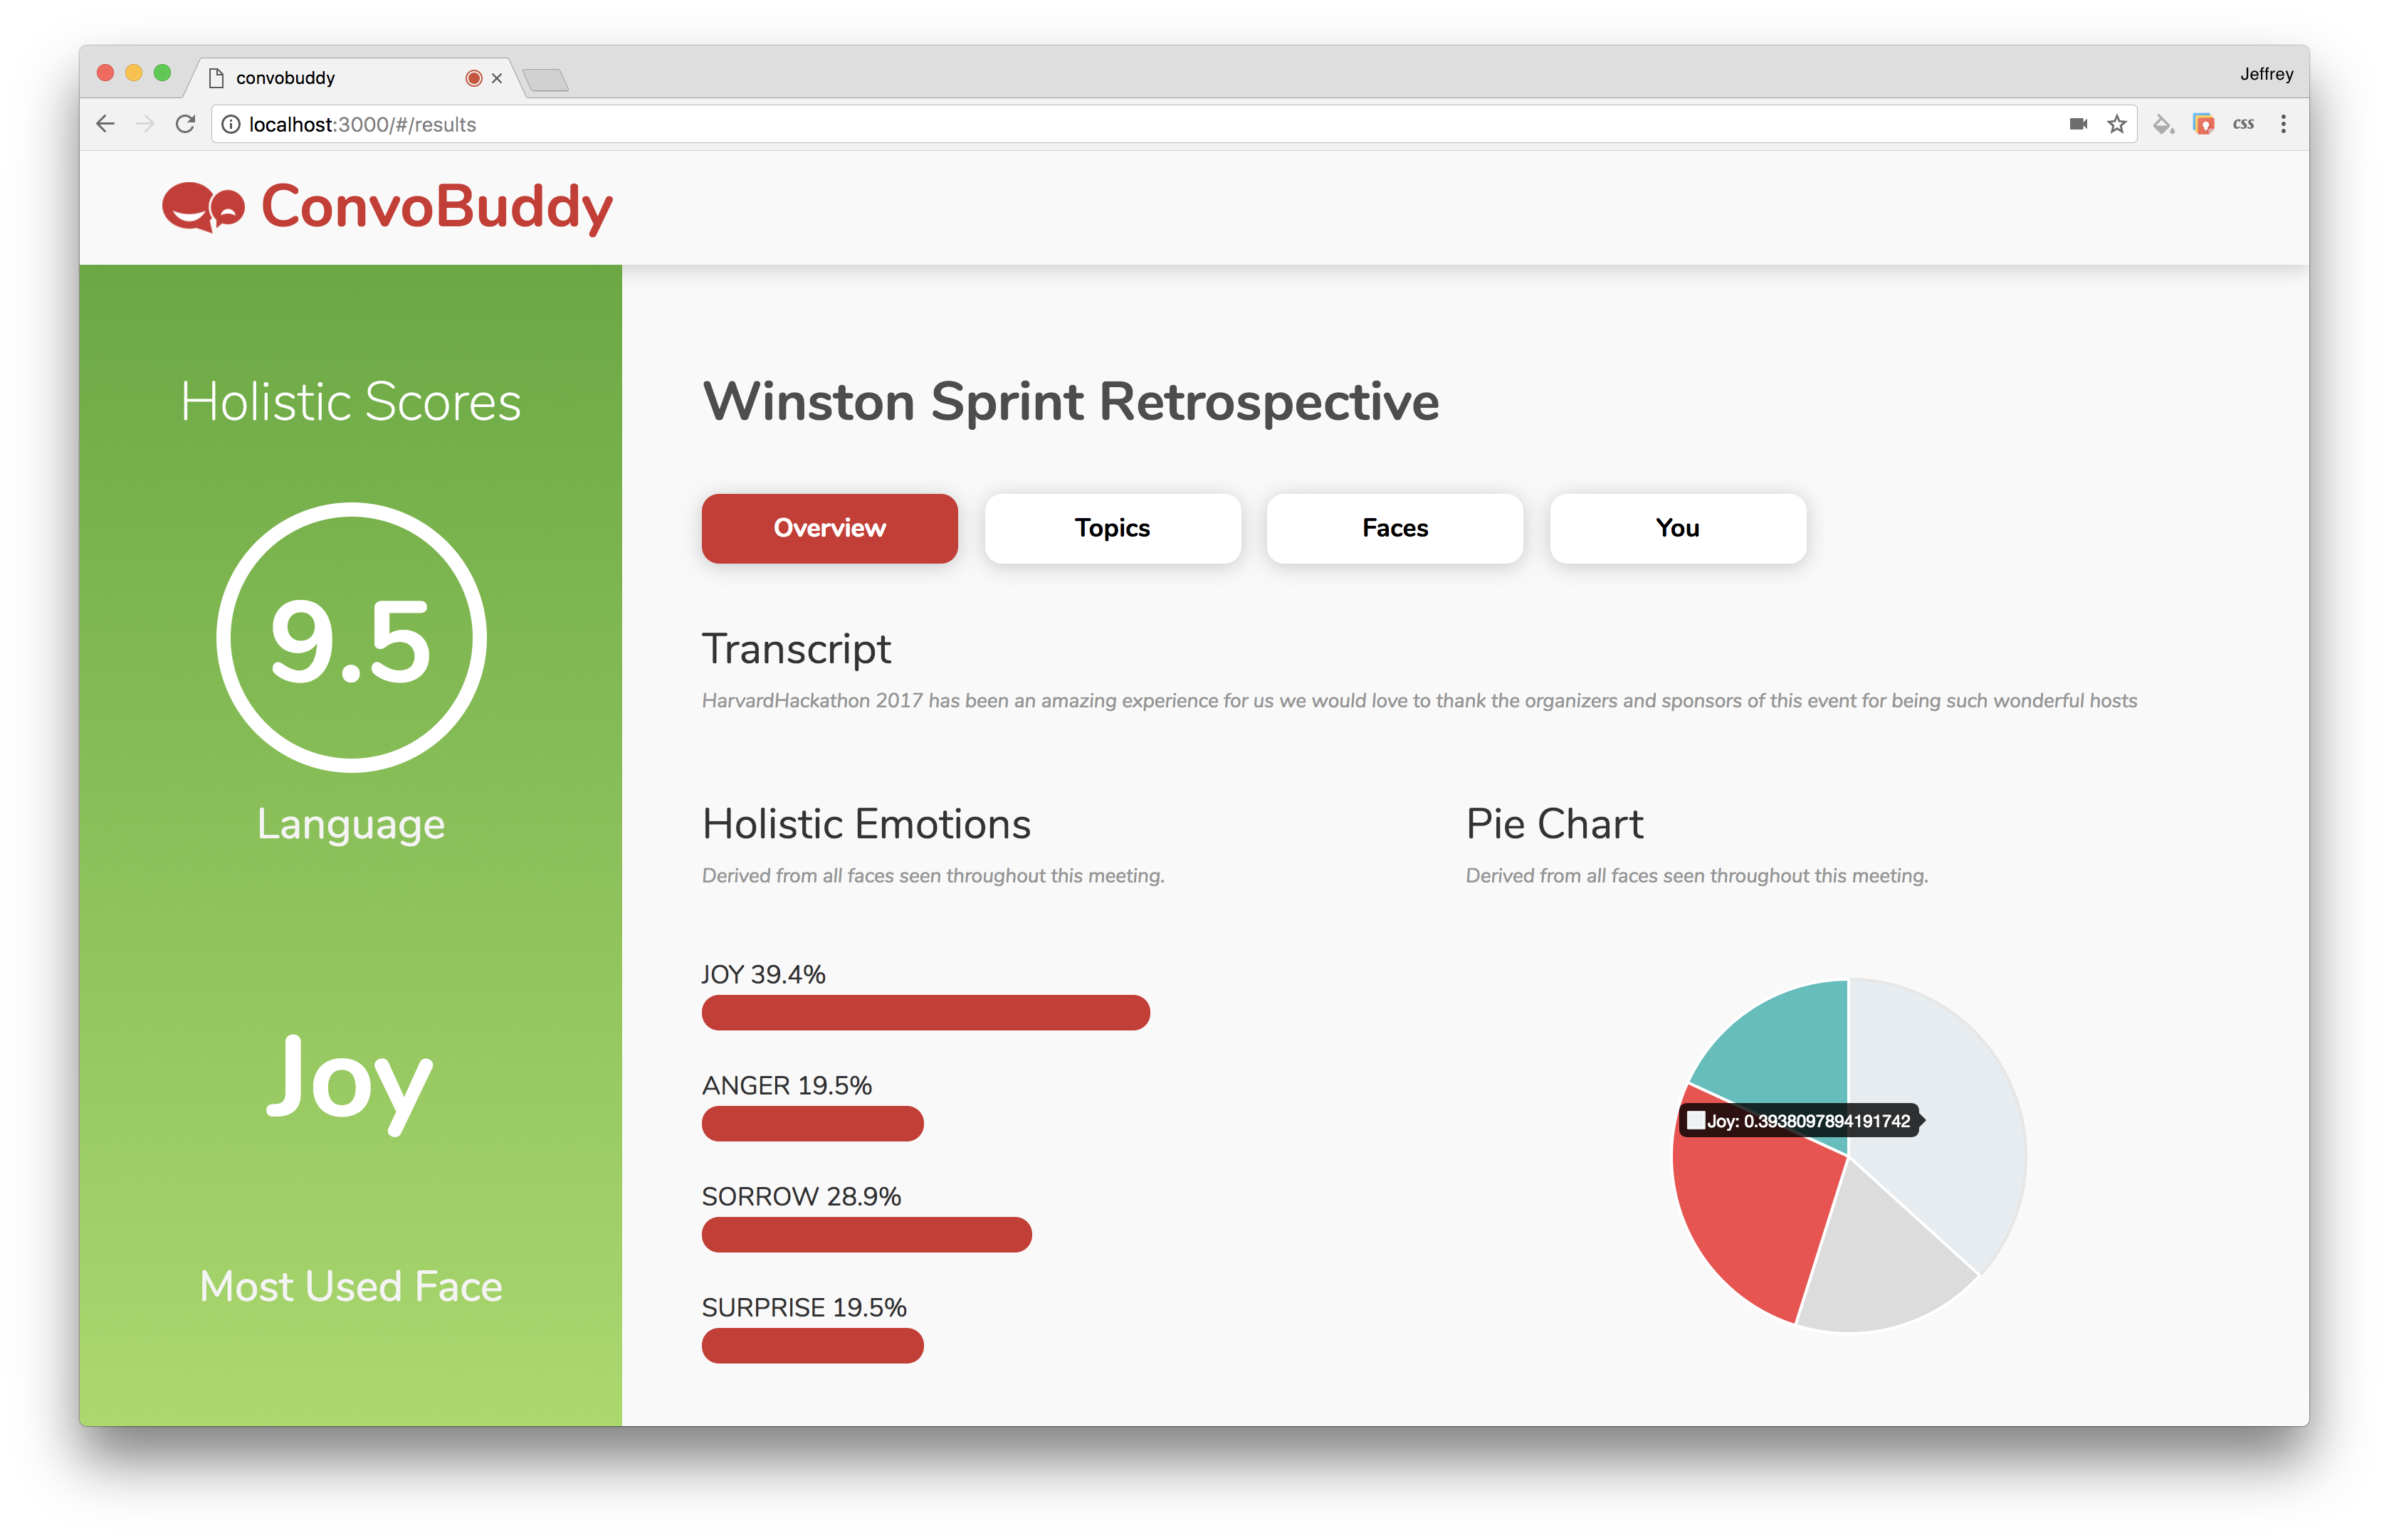 convobuddy
Jeffrey
localhost:3000/#/results
css
ConvoBuddy
Holistic Scores
9.5
Language
Joy
Most Used Face
Winston Sprint Retrospective
Overview
Topics
Faces
You
Transcript
HarvardHackathon 2017 has been an amazing experience for us we would love to thank the organizers and sponsors of this event for being such wonderful hosts
Holistic Emotions
Derived from all faces seen throughout this meeting.
JOY 39.4%
ANGER 19.5%
SORROW 28.9%
SURPRISE 19.5%
Pie Chart
Derived from all faces seen throughout this meeting.
Joy: 0.3938097894191742